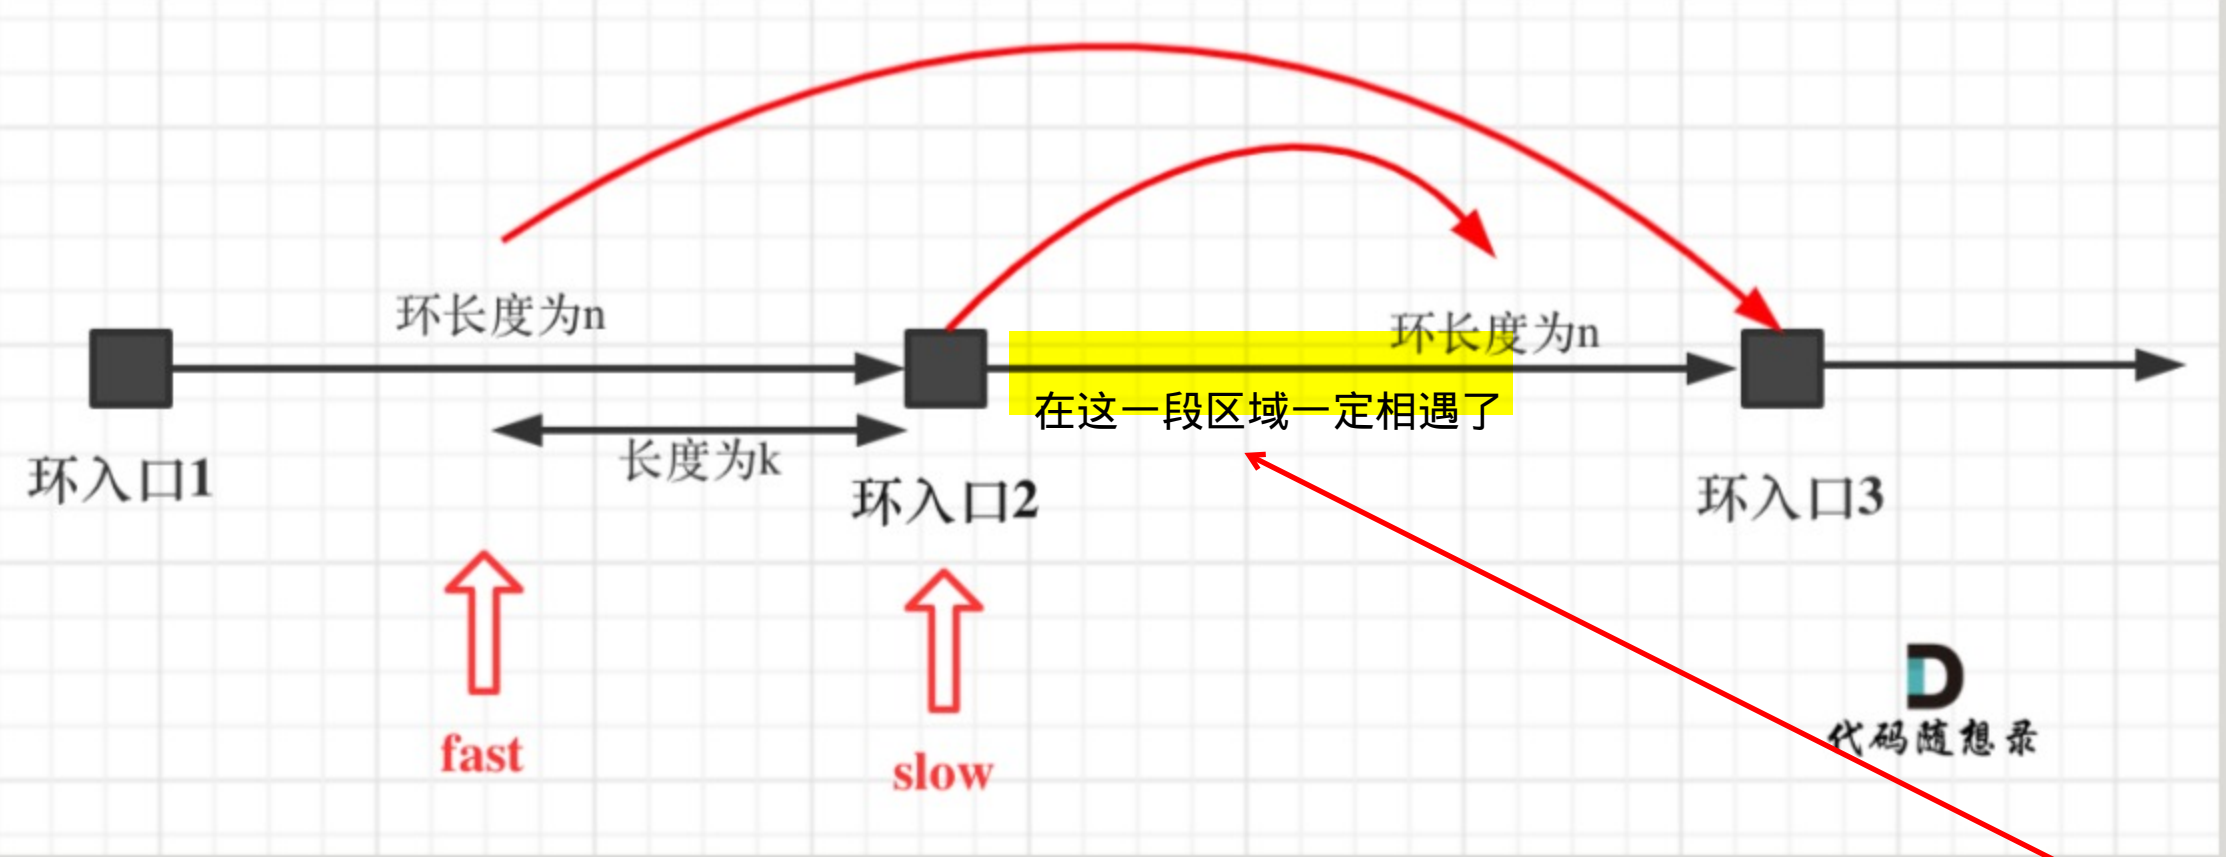 环长度为n
环长度为n
在这一段区域一定相遇了
长度为k
环入口1
环入口2
环入口3
fast
slow
代码随想录